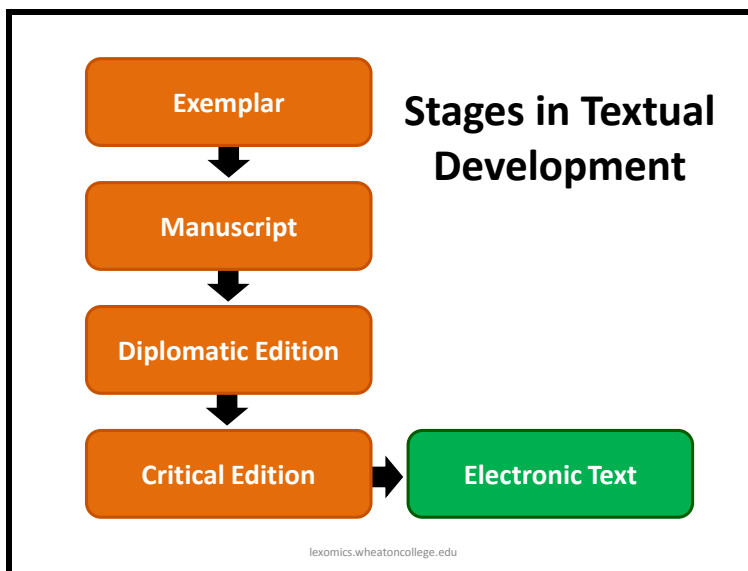 Exemplar
Stages in Textual
Development
Manuscript
Diplomatic Edition
Critical Edition
Electronic Text
lexomics.wheatoncollege.edu